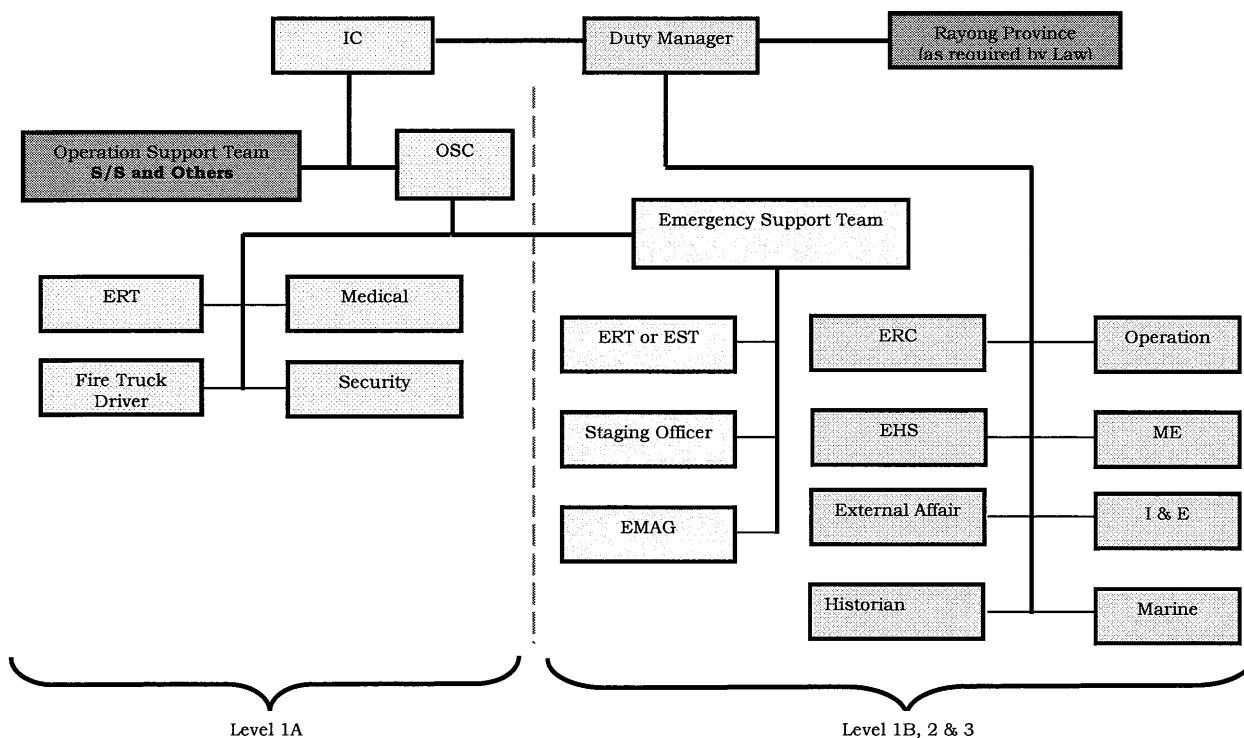 IC
Duty Manager
Rayong Province
(as required by Law)
Operation Support Team
S/S and Others
OSC
Emergency Support Team
ERT
Medical
Fire Truck
Driver
Security
ERT or EST
ERC
Operation
Staging Officer
EHS
ME
EMAG
External Affair
I & E
Historian
Marine
Level 1A
Level 1B, 2 & 3